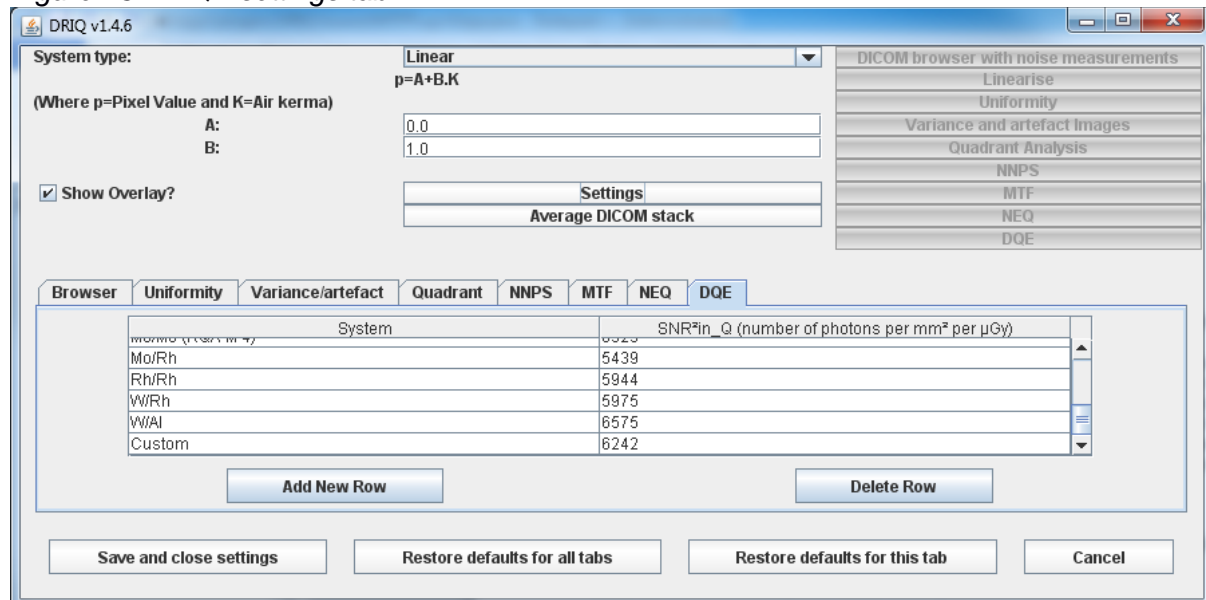 DRIQ v1.4.6
System type: Linear DICOM browser with noise measurements
p=A+B.K Linearise
(Where p=Pixel Value and K=Air kerma) Uniformity
A: 0.0 Variance and artefact Images
B: 1.0 Quadrant Analysis
NNPS
Show Overlay? Settings MTF
Average DICOM stack NEQ
DQE
Browser Uniformity Variance/artefact Quadrant NNPS MTF NEQ DQE
System SNR²in_Q (number of photons per mm² per µGy)
Mo/Rh 5439
Rh/Rh 5944
W/Rh 5975
W/Al 6575
Custom 6242
Add New Row Delete Row
Save and close settings Restore defaults for all tabs Restore defaults for this tab Cancel